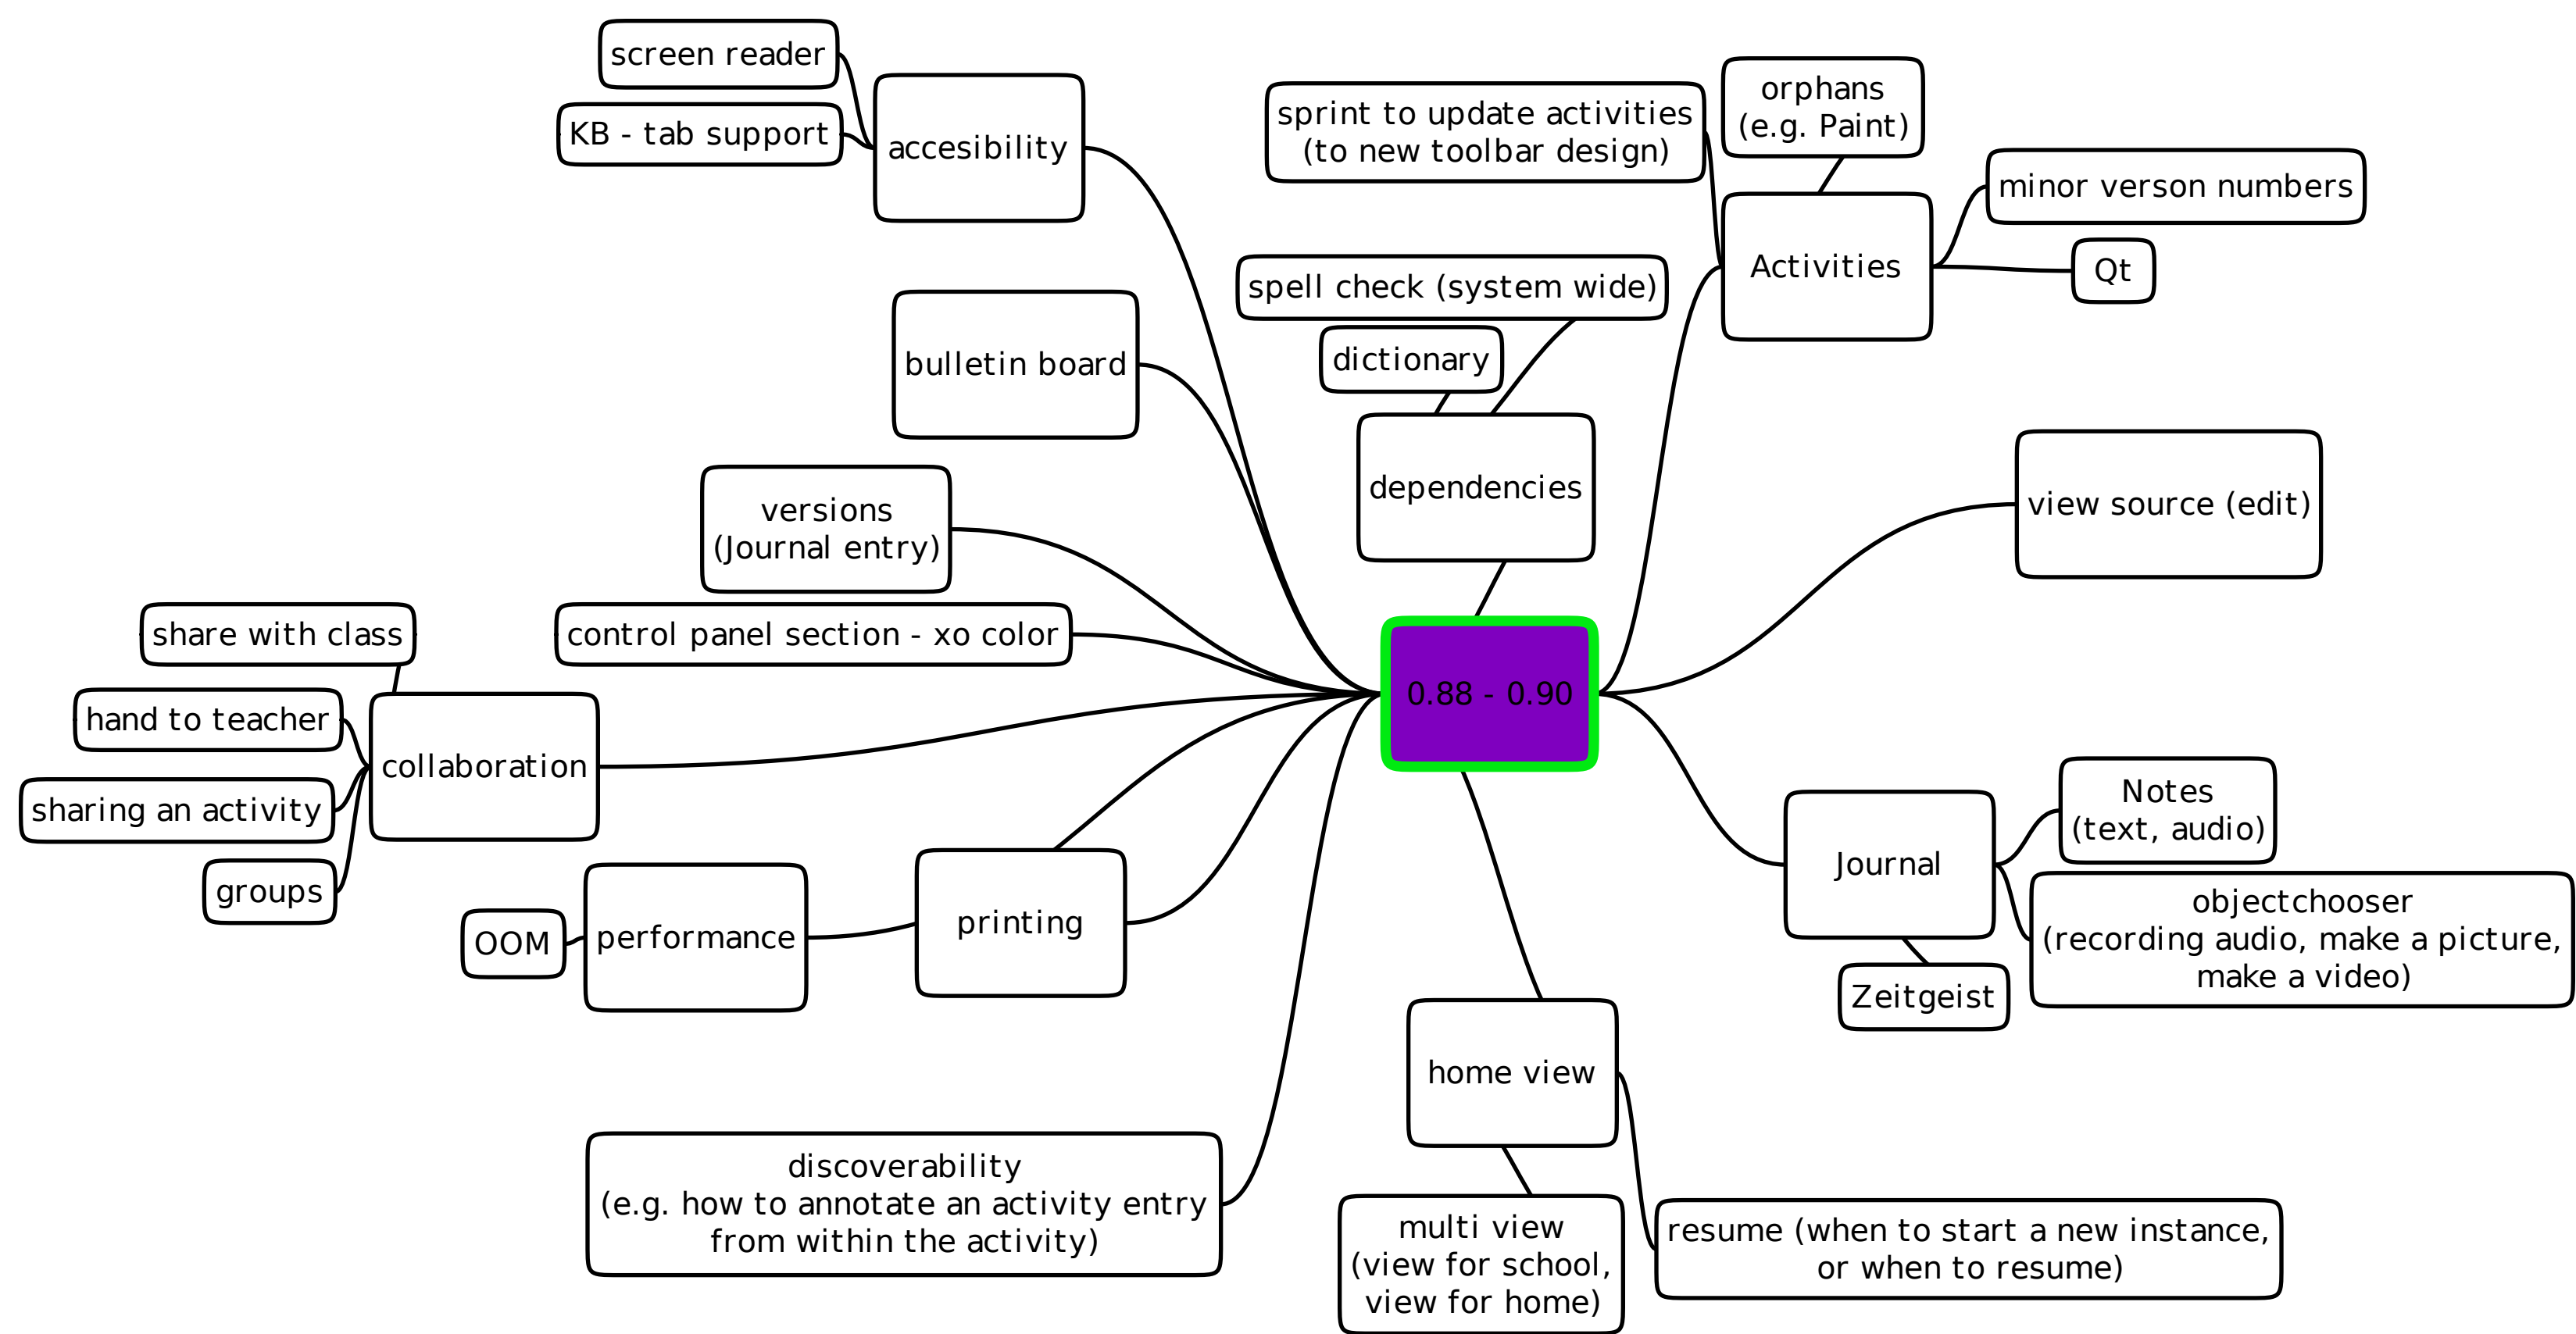 screen reader
KB - tab support
accesibility
bulletin board
versions
(Journal entry)
control panel section - xo color
share with class
hand to teacher
sharing an activity
groups
collaboration
OOM
performance
printing
discoverability
(e.g. how to annotate an activity entry
from within the activity)
sprint to update activities
(to new toolbar design)
orphans
(e.g. Paint)
minor verson numbers
Qt
Activities
spell check (system wide)
dictionary
dependencies
view source (edit)
0.88 - 0.90
Journal
Notes
(text, audio)
objectchooser
(recording audio, make a picture,
make a video)
Zeitgeist
home view
multi view
(view for school,
view for home)
resume (when to start a new instance,
or when to resume)